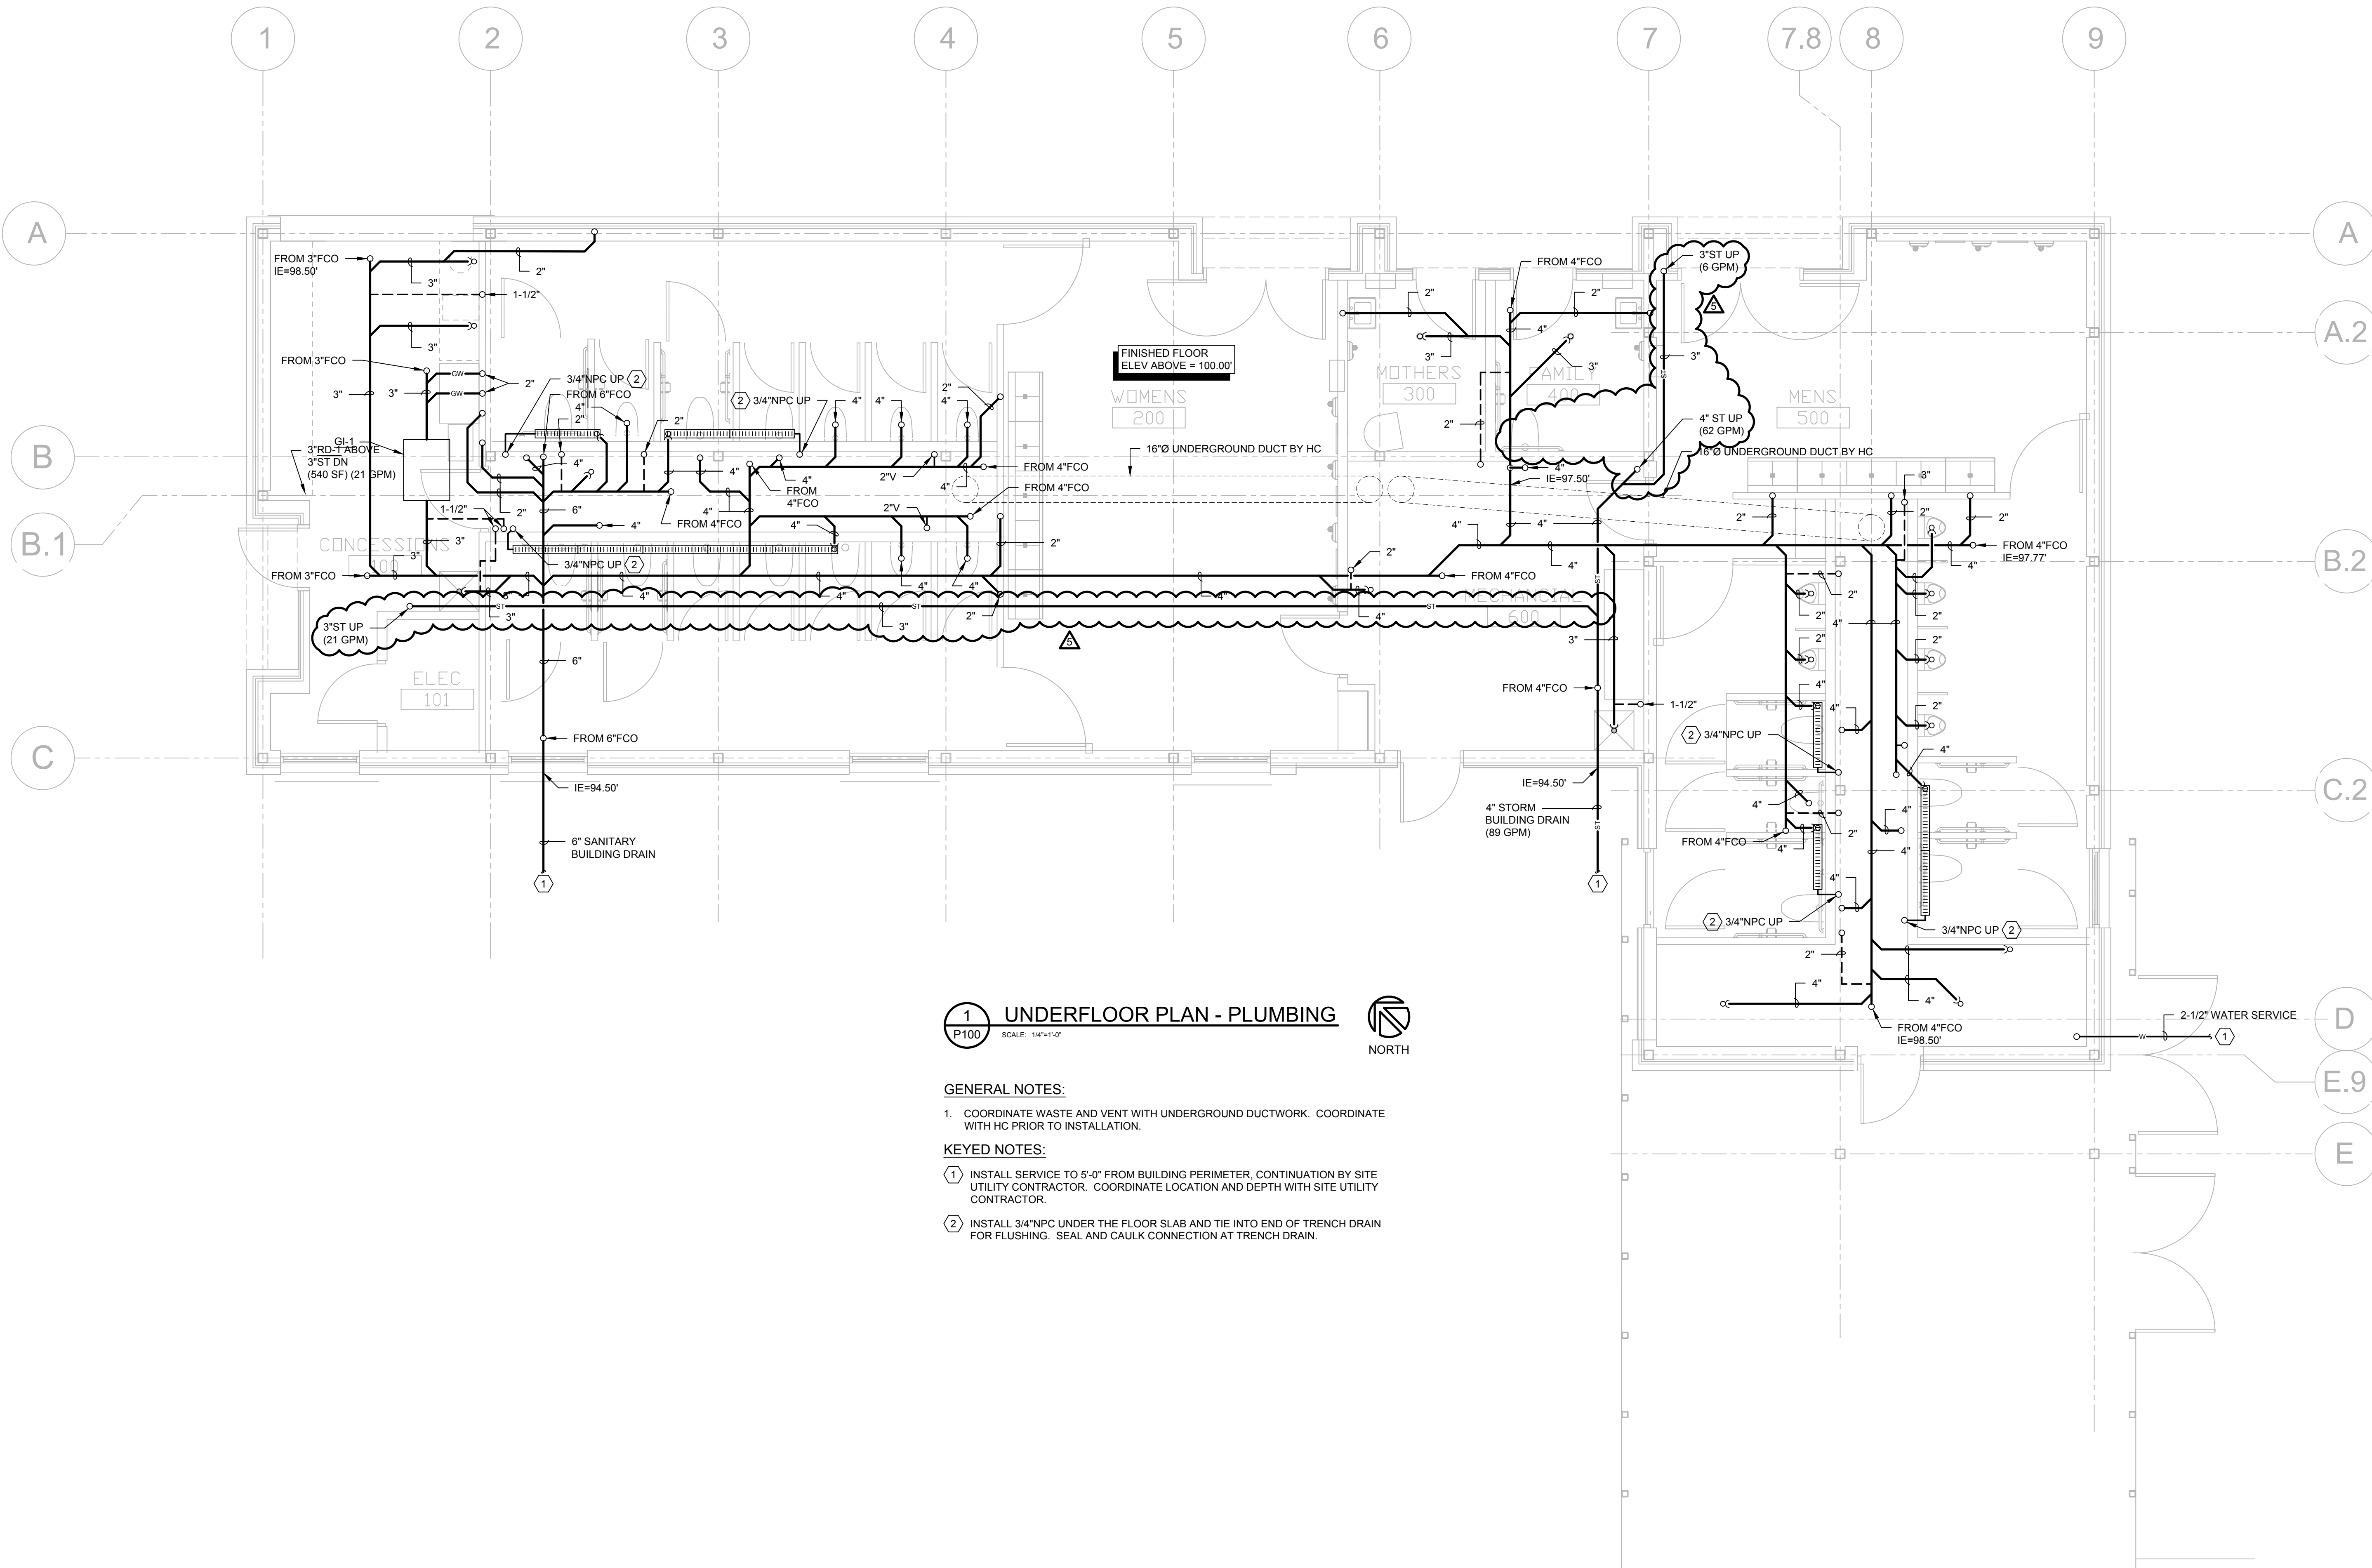 1
2
3
4
5
6
7
7.8
8
9
A
A
FROM 3"FCO
IE=98.50'
3"
2"
1-1/2"
3"
FROM 3"FCO
3"
3"
GW
GW
2"
GI-1
3"RD-1 ABOVE
3"ST DN
(540 SF) (21 GPM)
3/4"NPC UP 2
FROM 6"FCO
4"
2"
2"
2 3/4"NPC UP
4"
4"
4"
2"
FINISHED FLOOR
ELEV ABOVE = 100.00'
WOMENS
200
16"Ø UNDERGROUND DUCT BY HC
FROM 4"FCO
2"
2"
4"
3"
3"
MOTHERS
300
FAMILY
400
2"
3"ST UP
(6 GPM)
5
3"
ST
4" ST UP
(62 GPM)
16"Ø UNDERGROUND DUCT BY HC
MENS
500
A.2
B
B
4"
4"
4"
FROM
4"FCO
2"V
4"
FROM 4"FCO
FROM 4"FCO
4"
IE=97.50'
3"
B.1
1-1/2"
2"
6"
FROM 4"FCO
4"
4"
2"V
4"
2"
4"
4"
4"
2"
2"
2"
FROM 4"FCO
IE=97.77'
B.2
CONCESSIONS
100
3"
3"
FROM 3"FCO
3/4"NPC UP 2
2"
FROM 4"FCO
4"
4"
3"
4"
4"
4"
4"
4"
4"
3"
3"
2"
3"ST UP
(21 GPM)
ST
ST
ST
5
MECHANCIAL
600
3"
2"
2"
2"
2"
4"
ELEC
101
6"
FROM 4"FCO
1-1/2"
4"
4"
2"
2 3/4"NPC UP
4"
C
FROM 6"FCO
IE=94.50'
IE=94.50'
C.2
4" STORM
BUILDING DRAIN
(89 GPM)
ST
6" SANITARY
BUILDING DRAIN
4"
2"
4"
4"
FROM 4"FCO
4"
4"
1
1
2 3/4"NPC UP
3/4"NPC UP 2
2"
4"
4"
FROM 4"FCO
IE=98.50'
2-1/2" WATER SERVICE
W
1
D
E.9
E
1
P100
UNDERFLOOR PLAN - PLUMBING
SCALE: 1/4"=1'-0"
NORTH
GENERAL NOTES:
1. COORDINATE WASTE AND VENT WITH UNDERGROUND DUCTWORK. COORDINATE
WITH HC PRIOR TO INSTALLATION.
KEYED NOTES:
1 INSTALL SERVICE TO 5'-0" FROM BUILDING PERIMETER, CONTINUATION BY SITE
UTILITY CONTRACTOR. COORDINATE LOCATION AND DEPTH WITH SITE UTILITY
CONTRACTOR.
2 INSTALL 3/4"NPC UNDER THE FLOOR SLAB AND TIE INTO END OF TRENCH DRAIN
FOR FLUSHING. SEAL AND CAULK CONNECTION AT TRENCH DRAIN.